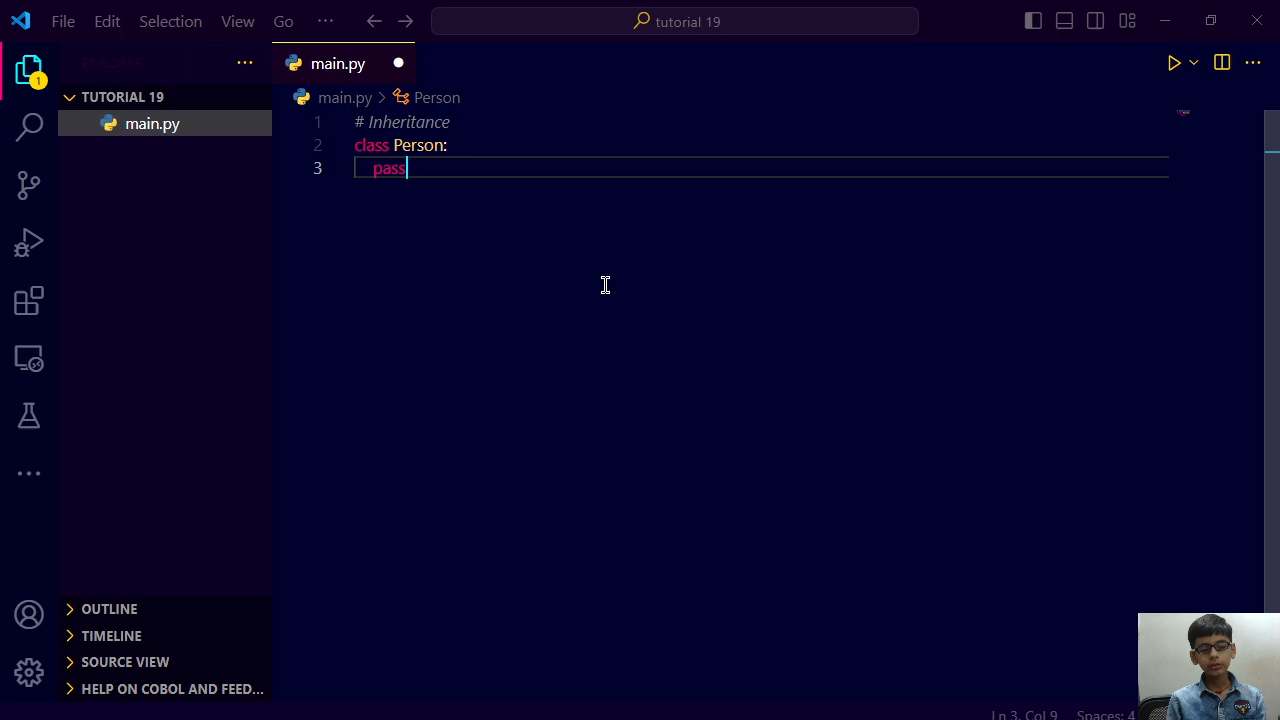 File Edit Selection View Go ···
tutorial 19
1
TUTORIAL 19
main.py
OUTLINE
TIMELINE
SOURCE VIEW
HELP ON COBOL AND FEED...
main.py
main.py > Person
1 # Inheritance
2 class Person:
3 pass
Ln 3, Col 9 Spaces: 4